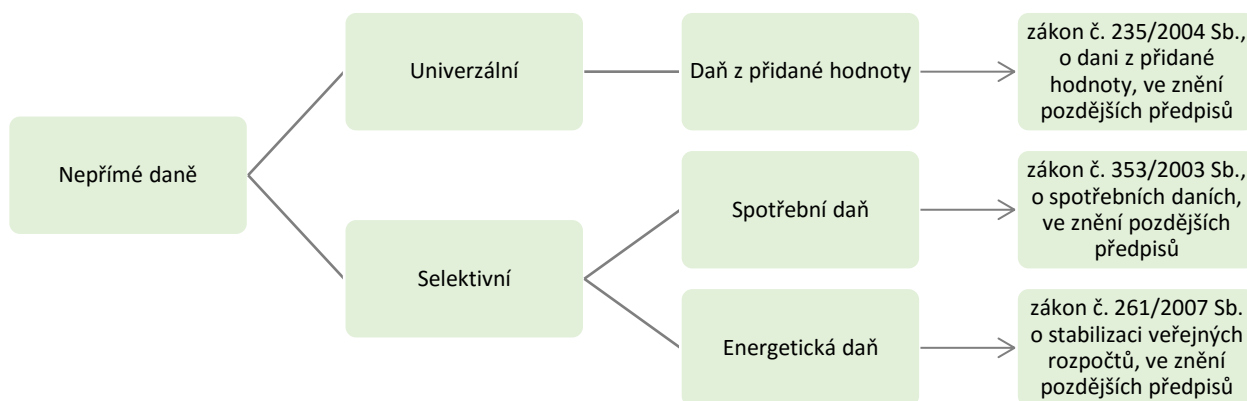 Nepřímé daně
Univerzální
Daň z přidané hodnoty
zákon č. 235/2004 Sb.,
o dani z přidané
hodnoty, ve znění
pozdějších předpisů
Selektivní
Spotřební daň
zákon č. 353/2003 Sb.,
o spotřebních daních,
ve znění pozdějších
předpisů
Energetická daň
zákon č. 261/2007 Sb.
o stabilizaci veřejných
rozpočtů, ve znění
pozdějších předpisů